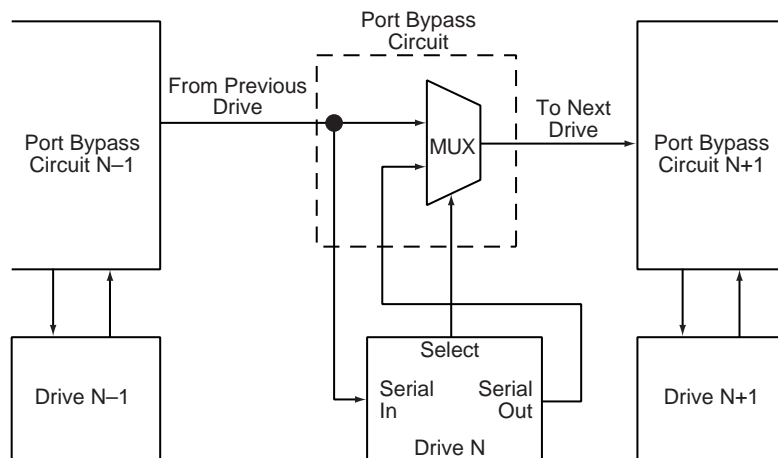 Port Bypass
Circuit
From Previous
Drive
To Next
Drive
Port Bypass
Circuit N–1
MUX
Port Bypass
Circuit N+1
Select
Drive N–1
Serial
In
Serial
Out
Drive N
Drive N+1